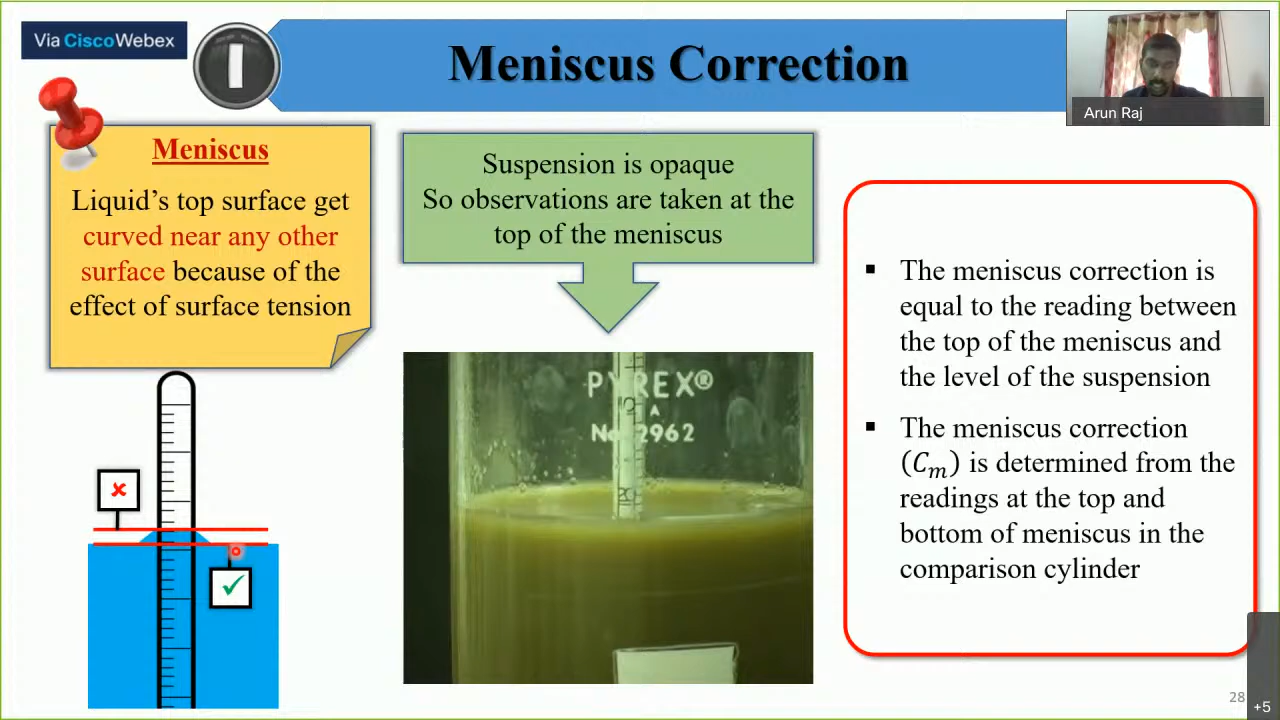 Via CiscoWebex
1
Meniscus Correction
Arun Raj
Meniscus
Liquid’s top surface get
curved near any other
surface because of the
effect of surface tension
Suspension is opaque
So observations are taken at the
top of the meniscus
PYREX®
A
No. 2962
10
20
▪ The meniscus correction is
equal to the reading between
the top of the meniscus and
the level of the suspension
▪ The meniscus correction
(Cₘ) is determined from the
readings at the top and
bottom of meniscus in the
comparison cylinder
28
+5